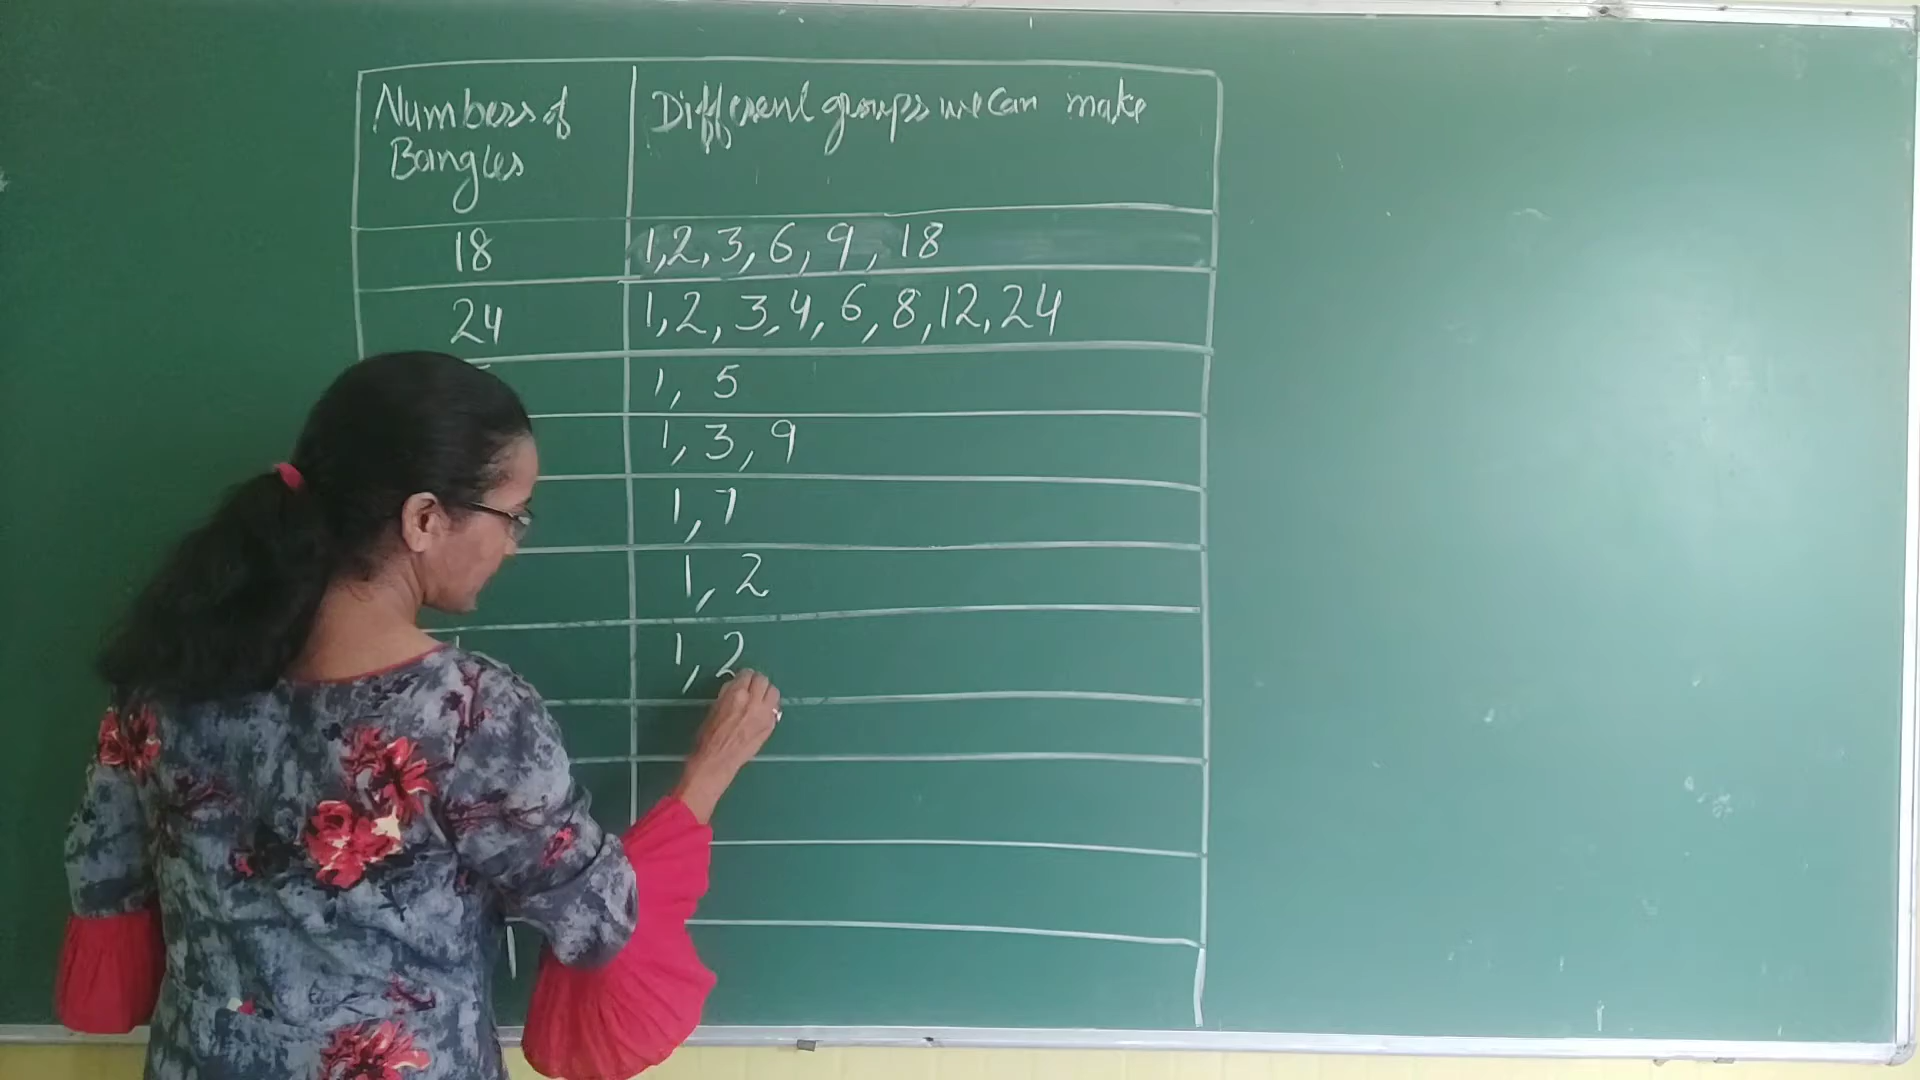 Numbers of Different groups we can make
Bangles
18 1,2,3,6,9,18
24 1,2,3,4,6,8,12,24
1, 5
1, 3, 9
1, 7
1, 2
1, 2